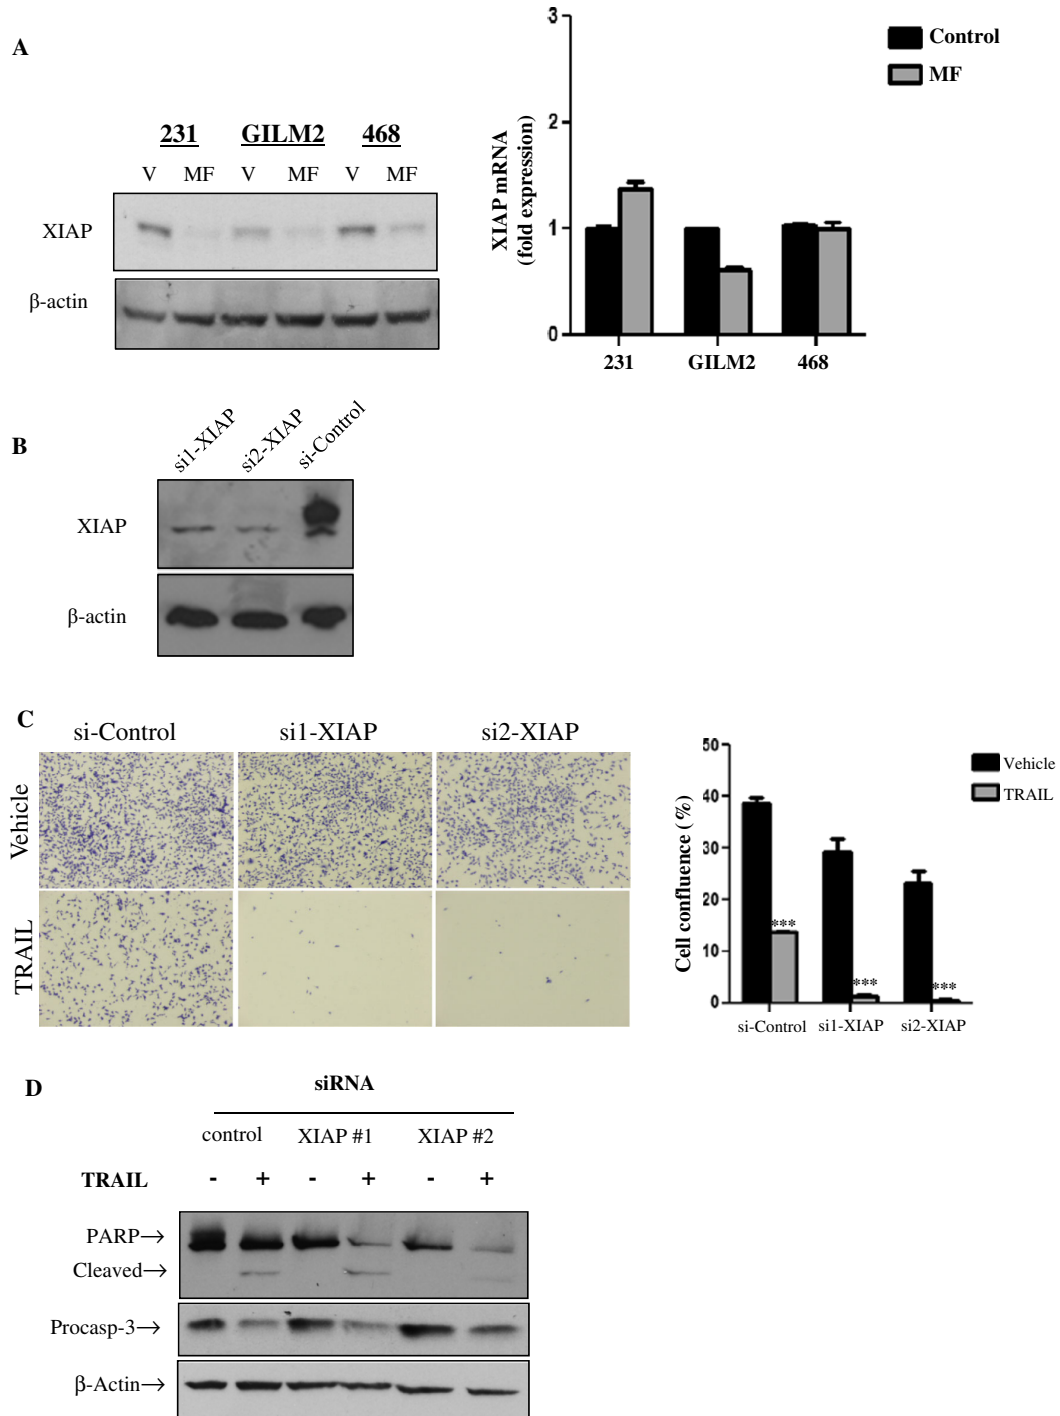 A
231 GILM2 468
V MF V MF V MF
XIAP
β-actin
XIAP mRNA
(fold expression)
3
2
1
0
231 GILM2 468
Control
MF
B
si1-XIAP si2-XIAP si-Control
XIAP
β-actin
C
si-Control si1-XIAP si2-XIAP
Vehicle
TRAIL
Cell confluence (%)
50
40
30
20
10
0
*** *** ***
si-Control si1-XIAP si2-XIAP
Vehicle
TRAIL
D
siRNA
control XIAP #1 XIAP #2
TRAIL - + - + - +
PARP→
Cleaved→
Procasp-3→
β-Actin→